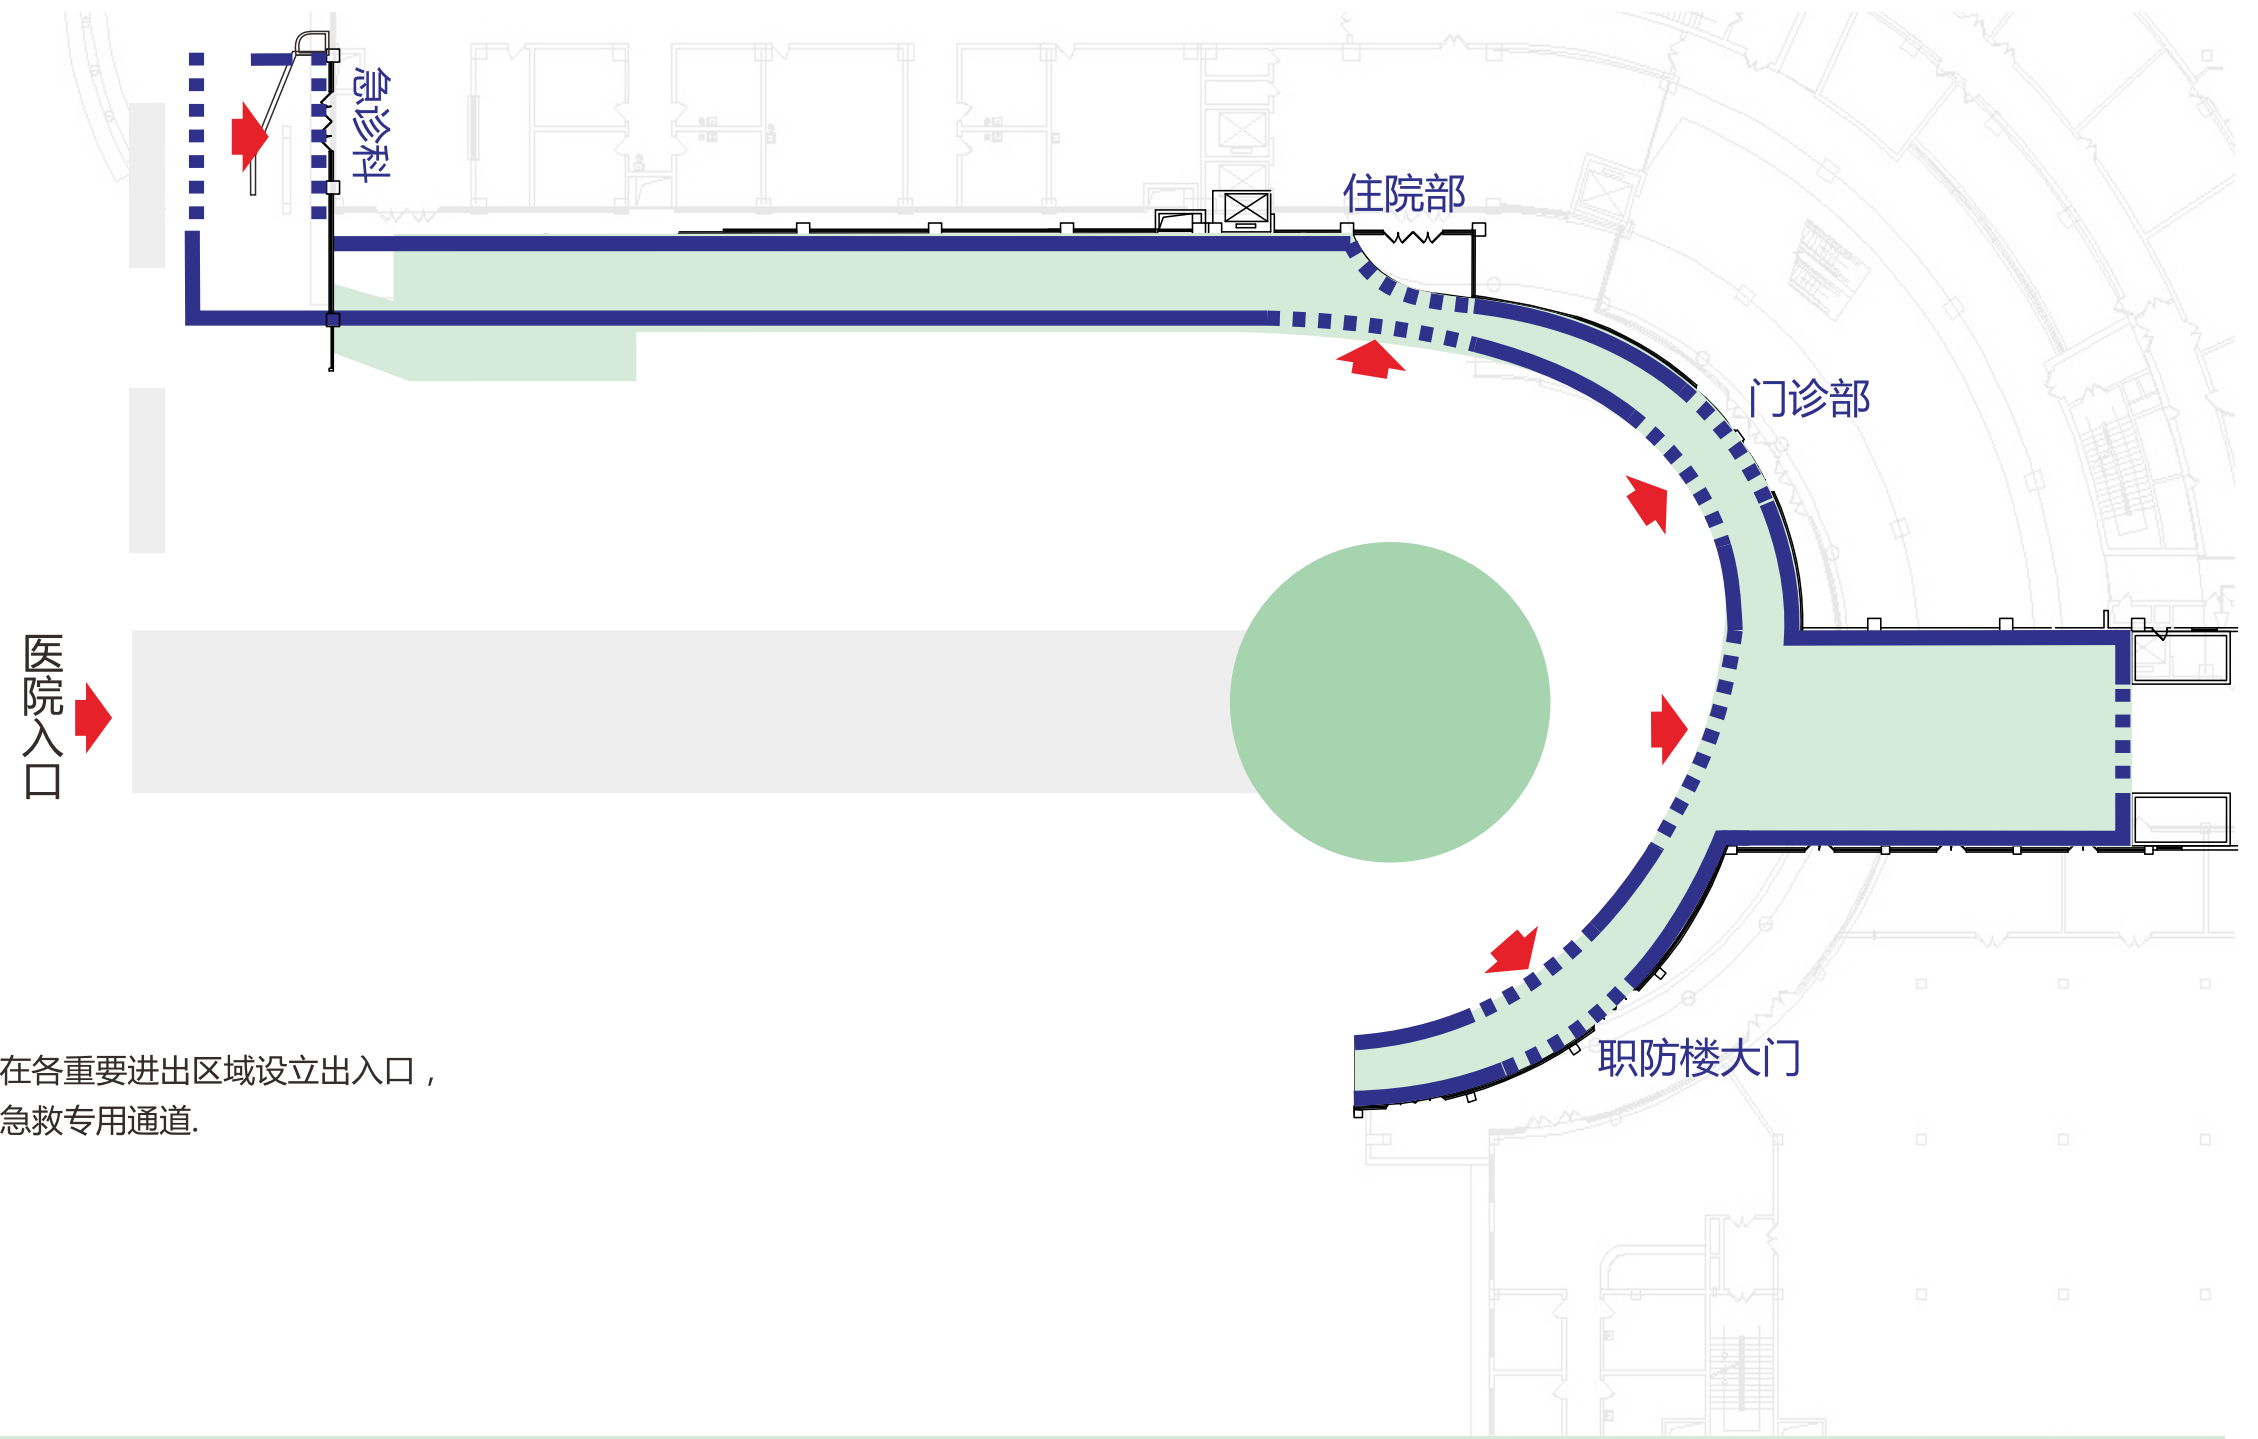 急诊科
住院部
门诊部
医院入口
职防楼大门
在各重要进出区域设立出入口，
急救专用通道.